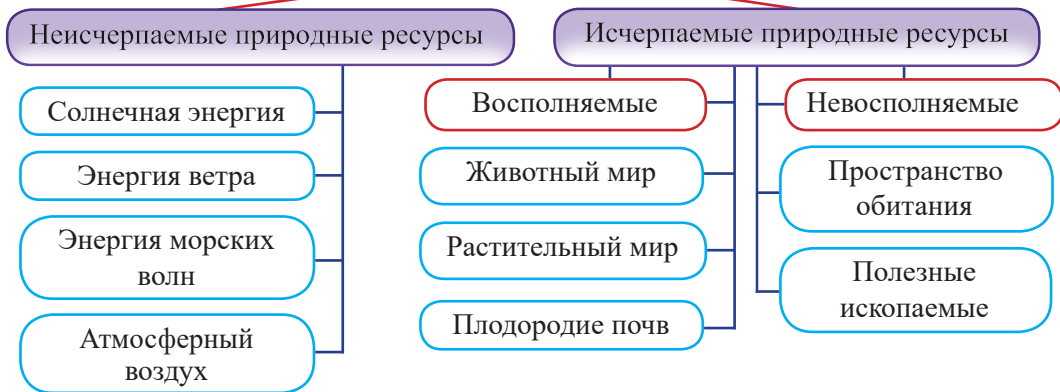 Неисчерпаемые природные ресурсы
Солнечная энергия
Энергия ветра
Энергия морских
волн
Атмосферный
воздух
Исчерпаемые природные ресурсы
Восполняемые
Животный мир
Растительный мир
Плодородие почв
Невосполняемые
Пространство
обитания
Полезные
ископаемые